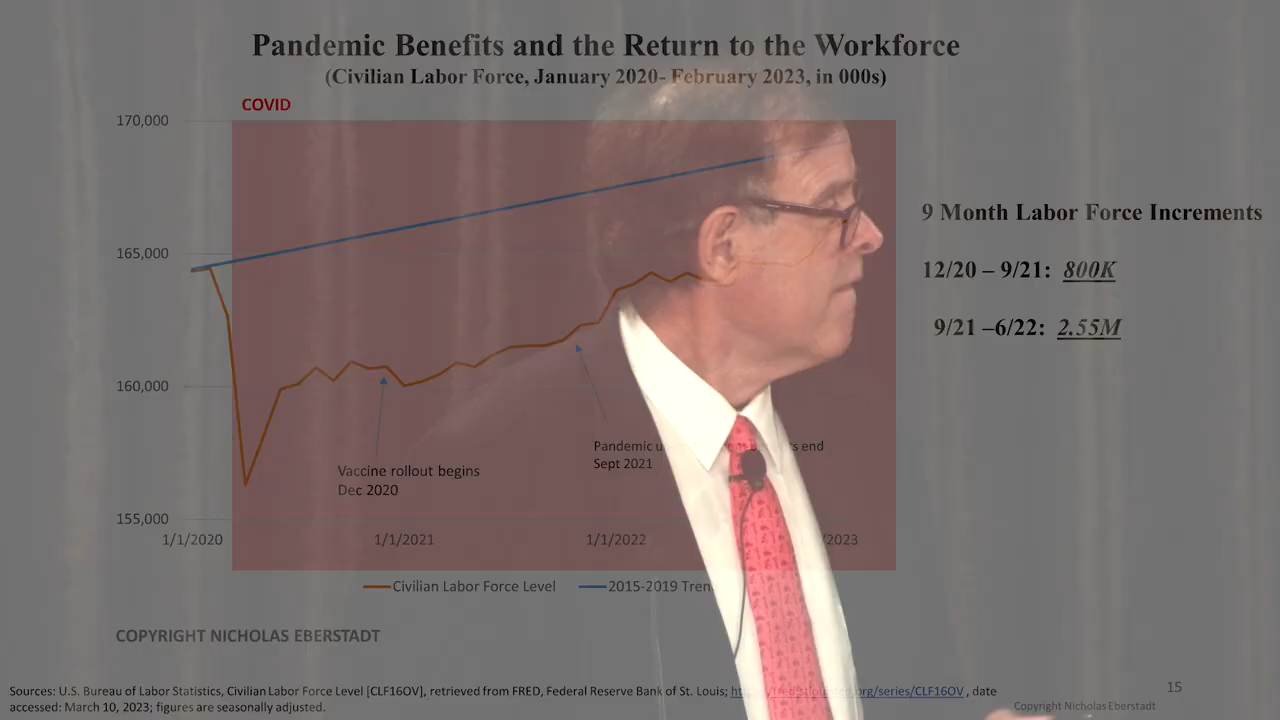 Pandemic Benefits and the Return to the Workforce
(Civilian Labor Force, January 2020- February 2023, in 000s)
COVID
170,000
165,000
160,000
155,000
9 Month Labor Force Increments
12/20 – 9/21: 800K
9/21 –6/22: 2.55M
Vaccine rollout begins
Dec 2020
Pandemic end
Sept 2021
1/1/2020 1/1/2021 1/1/2022 /2023
Civilian Labor Force Level 2015-2019 Tren
COPYRIGHT NICHOLAS EBERSTADT
Sources: U.S. Bureau of Labor Statistics, Civilian Labor Force Level [CLF16OV], retrieved from FRED, Federal Reserve Bank of St. Louis; .org/series/CLF16OV , date
accessed: March 10, 2023; figures are seasonally adjusted.
15
Copyright Nicholas Eberstadt